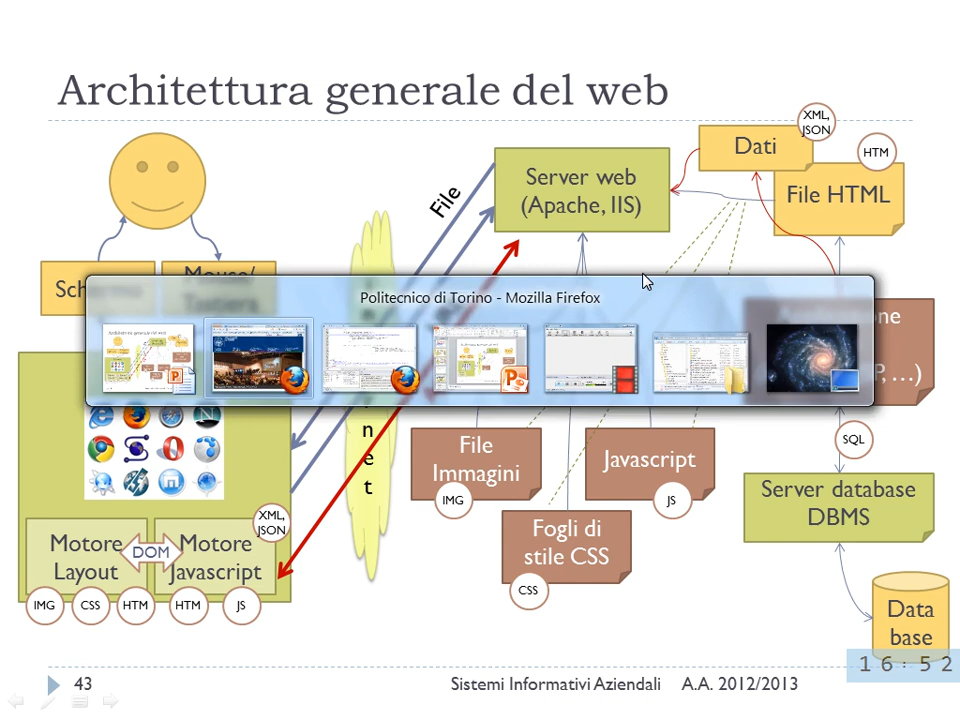 Architettura generale del web
XML,
JSON
Dati
HTM
File HTML
Server web
(Apache, IIS)
File
Mouse/
Tastiera
Politecnico di Torino - Mozilla Firefox
P, …)
n
e
t
SQL
File
Immagini
IMG
Javascript
JS
Server database
DBMS
XML,
JSON
Motore
Layout
DOM
Motore
Javascript
Fogli di
stile CSS
CSS
IMG
CSS
HTM
HTM
JS
Data
base
16:52
43
Sistemi Informativi Aziendali
A.A. 2012/2013